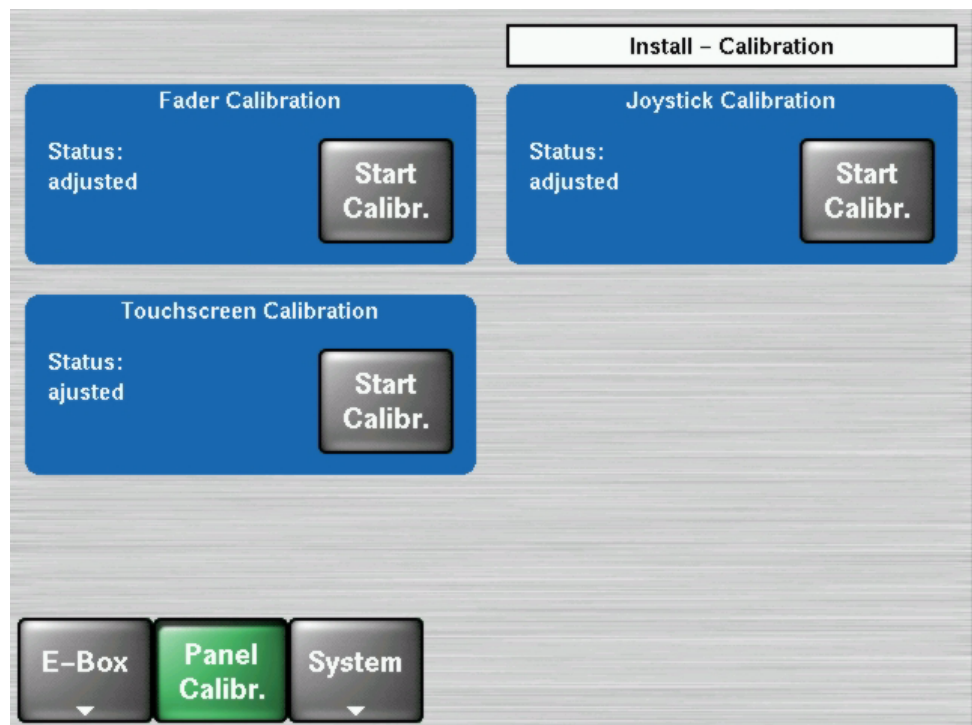 Install – Calibration
Fader Calibration
Status:
adjusted
Start
Calibr.
Joystick Calibration
Status:
adjusted
Start
Calibr.
Touchscreen Calibration
Status:
ajusted
Start
Calibr.
E–Box
Panel
Calibr.
System